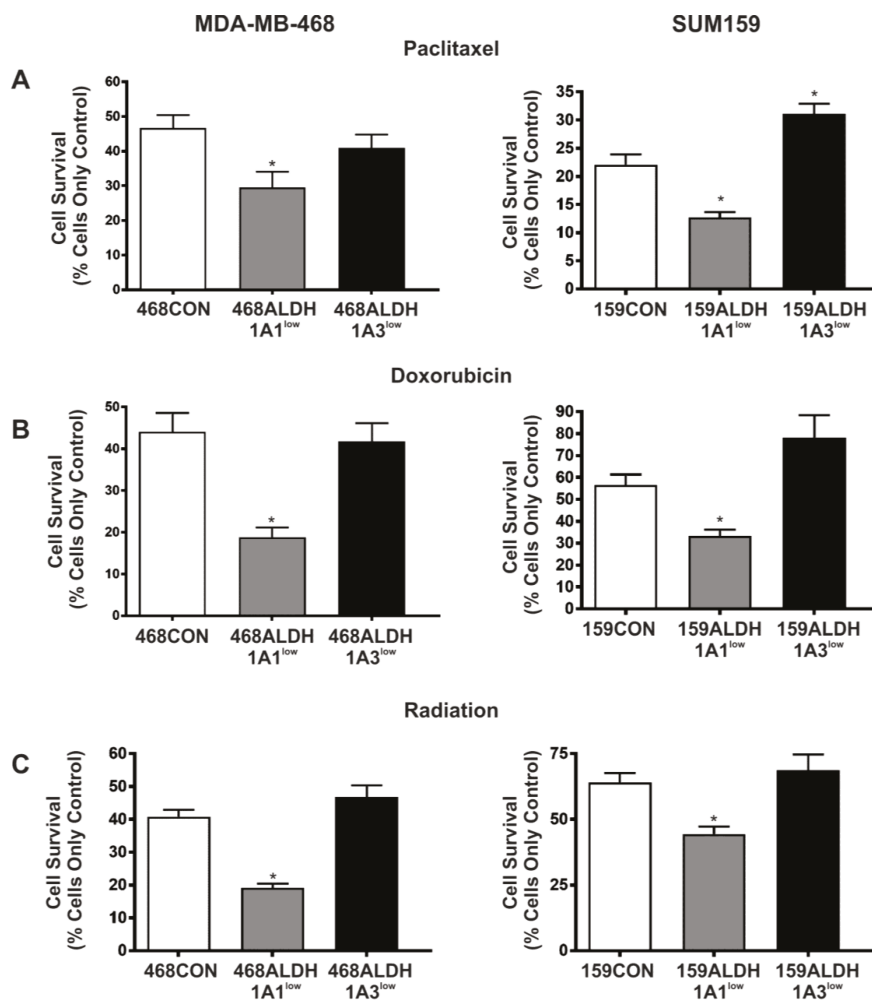 MDA-MB-468 SUM159
Paclitaxel
A
Cell Survival
(% Cells Only Control)
60
50
40
30
20
10
0
468CON 468ALDH 468ALDH
1A1low 1A3low
*
Cell Survival
(% Cells Only Control)
35
30
25
20
15
10
5
0
159CON 159ALDH 159ALDH
1A1low 1A3low
*
*
Doxorubicin
B
Cell Survival
(% Cells Only Control)
50
40
30
20
10
0
468CON 468ALDH 468ALDH
1A1low 1A3low
*
Cell Survival
(% Cells Only Control)
90
80
70
60
50
40
30
20
10
0
159CON 159ALDH 159ALDH
1A1low 1A3low
*
Radiation
C
Cell Survival
(% Cells Only Control)
60
50
40
30
20
10
0
468CON 468ALDH 468ALDH
1A1low 1A3low
*
Cell Survival
(% Cells Only Control)
75
50
25
0
159CON 159ALDH 159ALDH
1A1low 1A3low
*